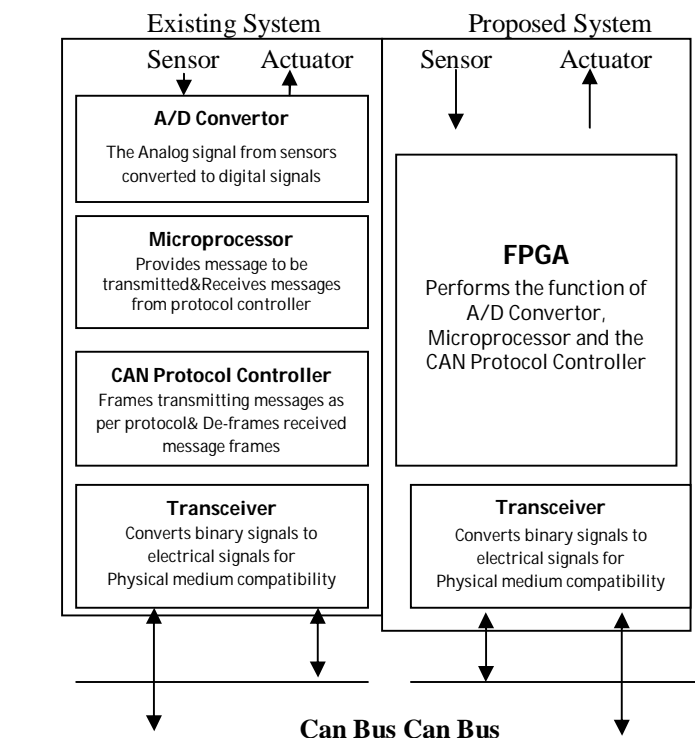 Existing System
Sensor Actuator
A/D Convertor
The Analog signal from sensors
converted to digital signals
Microprocessor
Provides message to be
transmitted&Receives messages
from protocol controller
CAN Protocol Controller
Frames transmitting messages as
per protocol& De-frames received
message frames
Transceiver
Converts binary signals to
electrical signals for
Physical medium compatibility
Proposed System
Sensor Actuator
FPGA
Performs the function of
A/D Convertor,
Microprocessor and the
CAN Protocol Controller
Transceiver
Converts binary signals to
electrical signals for
Physical medium compatibility
Can Bus Can Bus